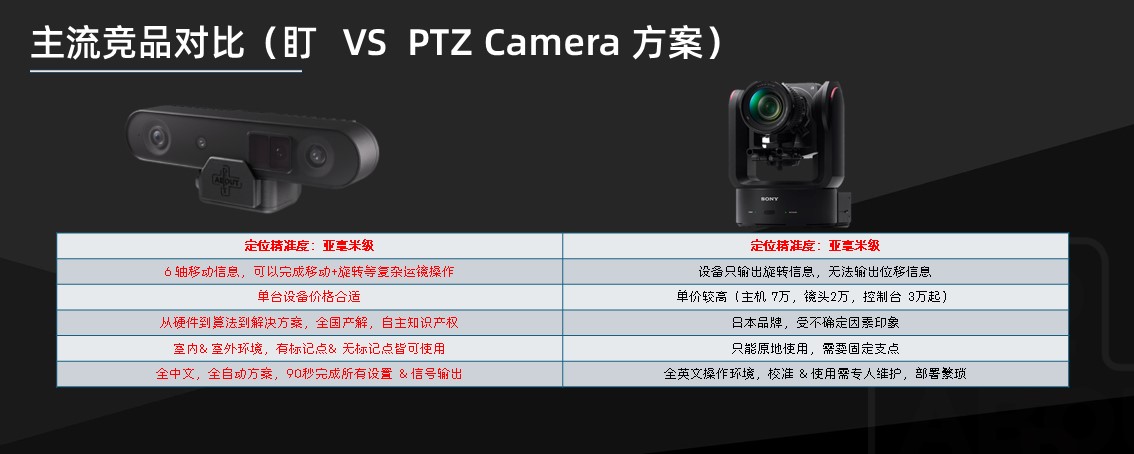 主流竞品对比（盯 VS PTZ Camera 方案）
ABOUT
SONY
定位精准度：亚毫米级
定位精准度：亚毫米级
6 轴移动信息，可以完成移动+旋转等复杂运镜操作
设备只输出旋转信息，无法输出位移信息
单台设备价格合适
单价较高（主机 7万，镜头2万，控制台 3万起）
从硬件到算法到解决方案，全国产解，自主知识产权
日本品牌，受不确定因素印象
室内& 室外环境，有标记点& 无标记点皆可使用
只能原地使用，需要固定支点
全中文，全自动方案，90秒完成所有设置 & 信号输出
全英文操作环境，校准 & 使用需专人维护，部署繁琐